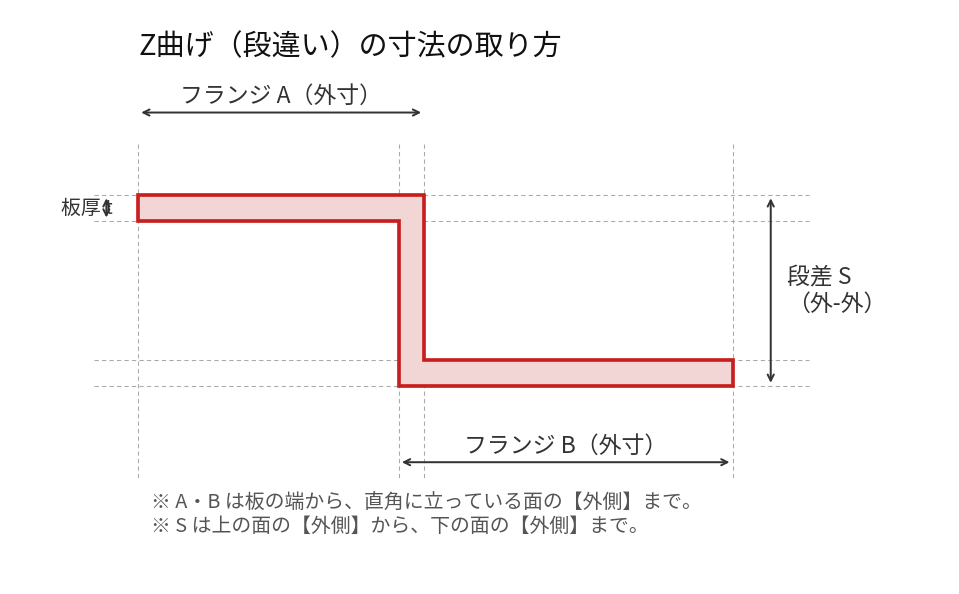 Z曲げ（段違い）の寸法の取り方
フランジ A（外寸）
板厚t
段差 S
（外-外）
フランジ B（外寸）
※ A・B は板の端から、直角に立っている面の【外側】まで。
※ S は上の面の【外側】から、下の面の【外側】まで。